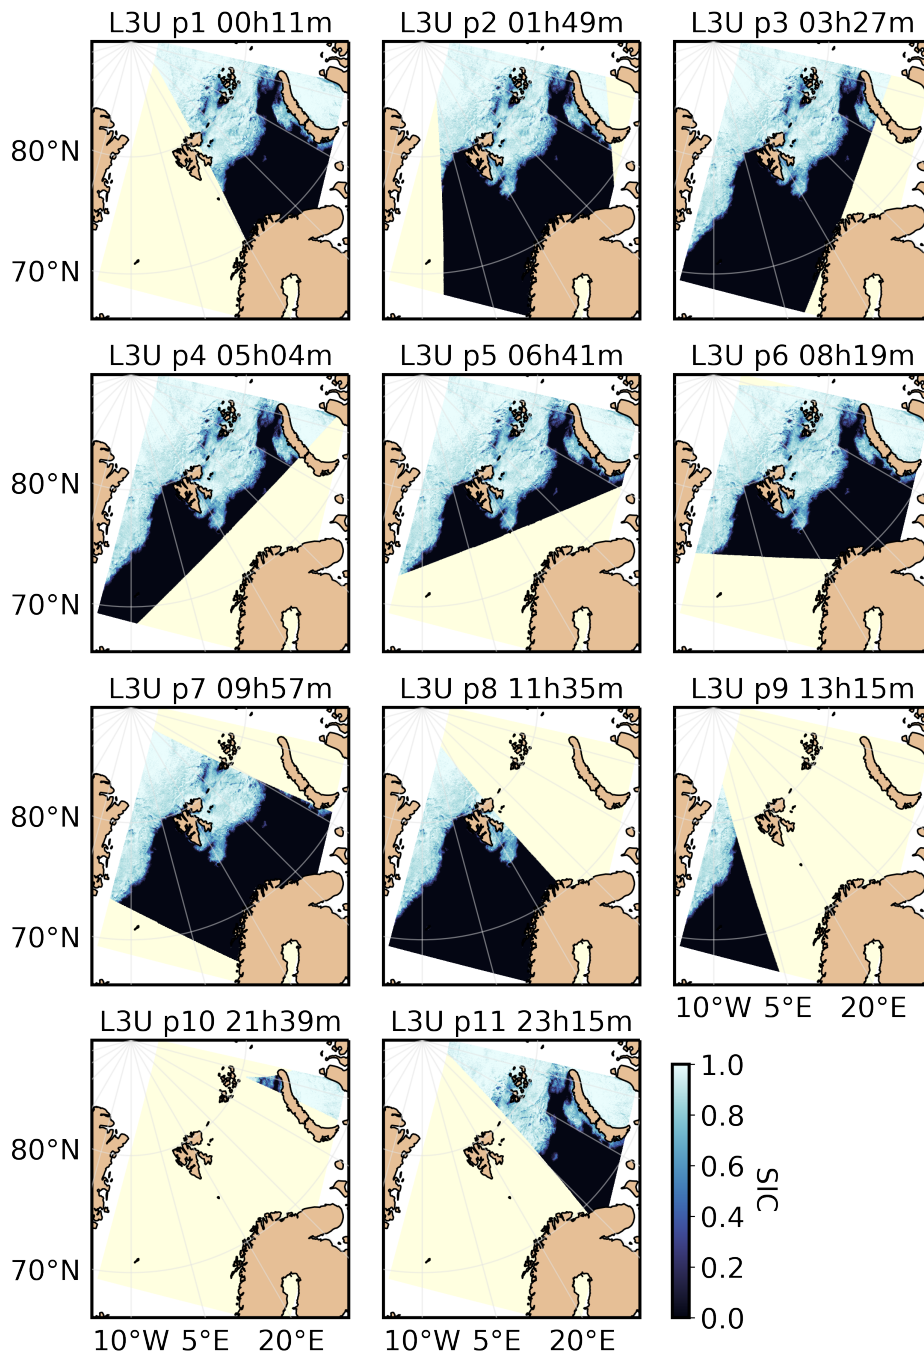 L3U p1 00h11m
L3U p2 01h49m
L3U p3 03h27m
80°N
70°N
L3U p4 05h04m
L3U p5 06h41m
L3U p6 08h19m
80°N
70°N
L3U p7 09h57m
L3U p8 11h35m
L3U p9 13h15m
80°N
70°N
10°W 5°E 20°E
L3U p10 21h39m
L3U p11 23h15m
80°N
70°N
10°W 5°E 20°E
10°W 5°E 20°E
1.0
0.8
0.6
0.4
0.2
0.0
SIC